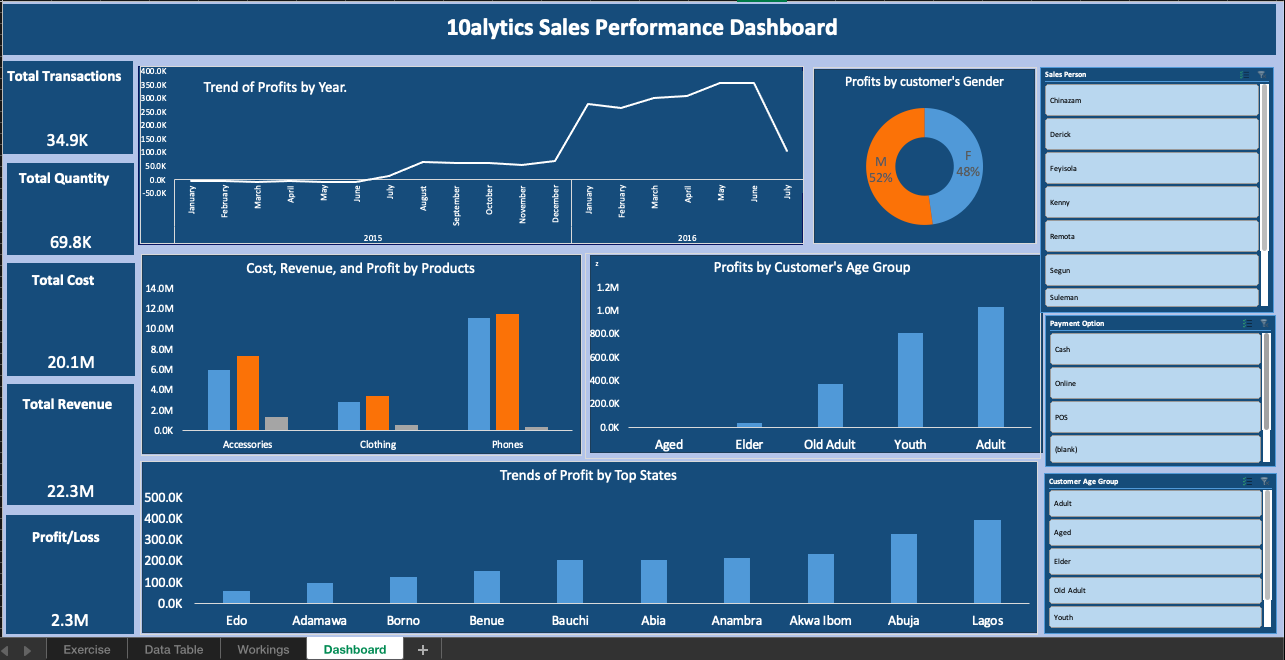 10alytics Sales Performance Dashboard
Total Transactions
34.9K
Total Quantity
69.8K
Total Cost
20.1M
Total Revenue
22.3M
Profit/Loss
2.3M
Trend of Profits by Year.
400.0K
350.0K
300.0K
250.0K
200.0K
150.0K
100.0K
50.0K
0.0K
-50.0K
January
February
March
April
May
June
July
August
September
October
November
December
January
February
March
April
May
June
July
2015
2016
Profits by customer's Gender
M
52%
F
48%
Cost, Revenue, and Profit by Products
14.0M
12.0M
10.0M
8.0M
6.0M
4.0M
2.0M
0.0K
Accessories
Clothing
Phones
z
Profits by Customer's Age Group
1.2M
1.0M
800.0K
600.0K
400.0K
200.0K
0.0K
Aged
Elder
Old Adult
Youth
Adult
Trends of Profit by Top States
500.0K
400.0K
300.0K
200.0K
100.0K
0.0K
Edo
Adamawa
Borno
Benue
Bauchi
Abia
Anambra
Akwa Ibom
Abuja
Lagos
Sales Person
Chinazam
Derick
Feyisola
Kenny
Remota
Segun
Suleman
Payment Option
Cash
Online
POS
(blank)
Customer Age Group
Adult
Aged
Elder
Old Adult
Youth
Exercise
Data Table
Workings
Dashboard
+